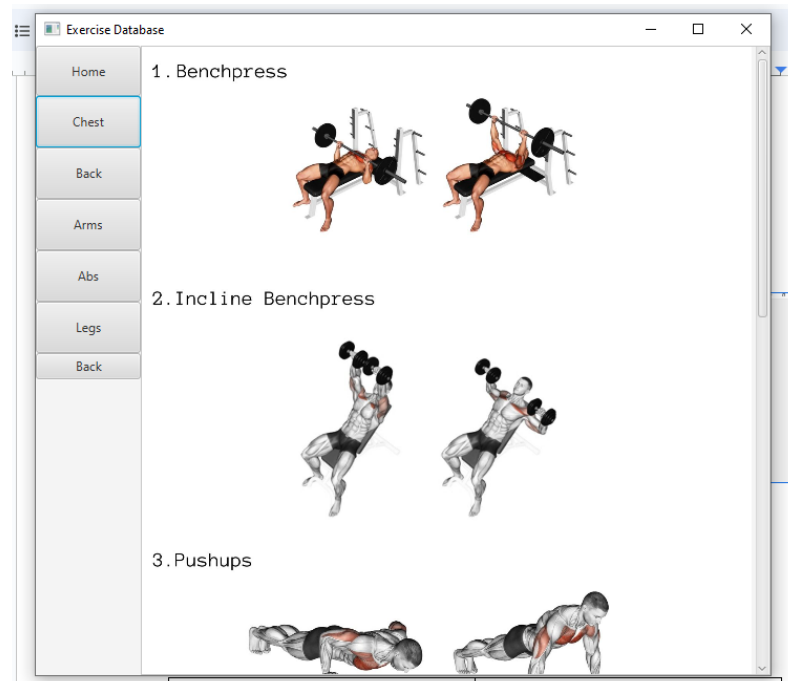 Exercise Database
Home
Chest
Back
Arms
Abs
Legs
Back
1.Benchpress
2.Incline Benchpress
3.Pushups